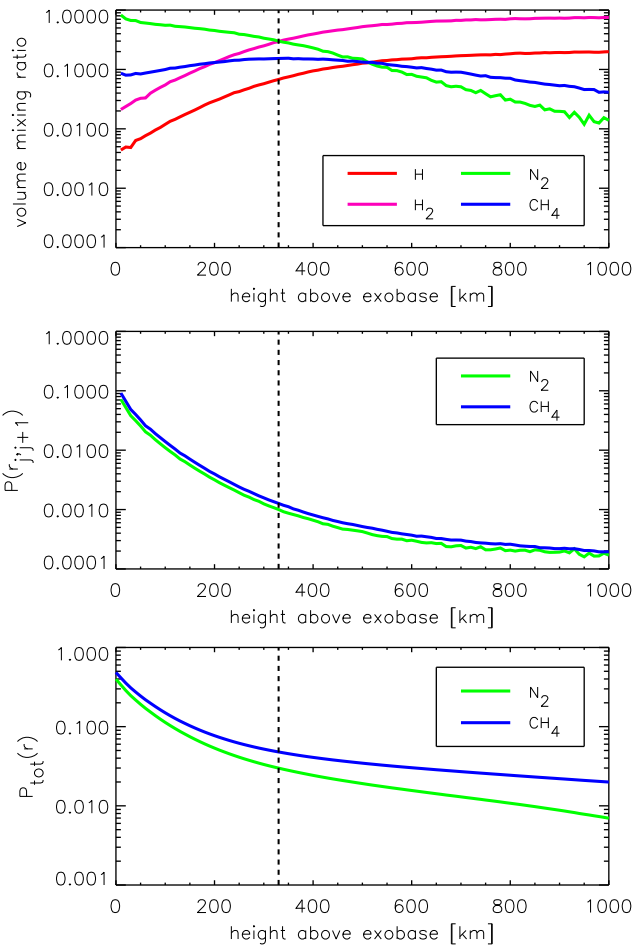 volume mixing ratio
1.0000
0.1000
0.0100
0.0010
0.0001
H
N2
H2
CH4
0 200 400 600 800 1000
height above exobase [km]
P(rj,j+1)
1.0000
0.1000
0.0100
0.0010
0.0001
N2
CH4
0 200 400 600 800 1000
height above exobase [km]
Ptot(r)
1.000
0.100
0.010
0.001
N2
CH4
0 200 400 600 800 1000
height above exobase [km]